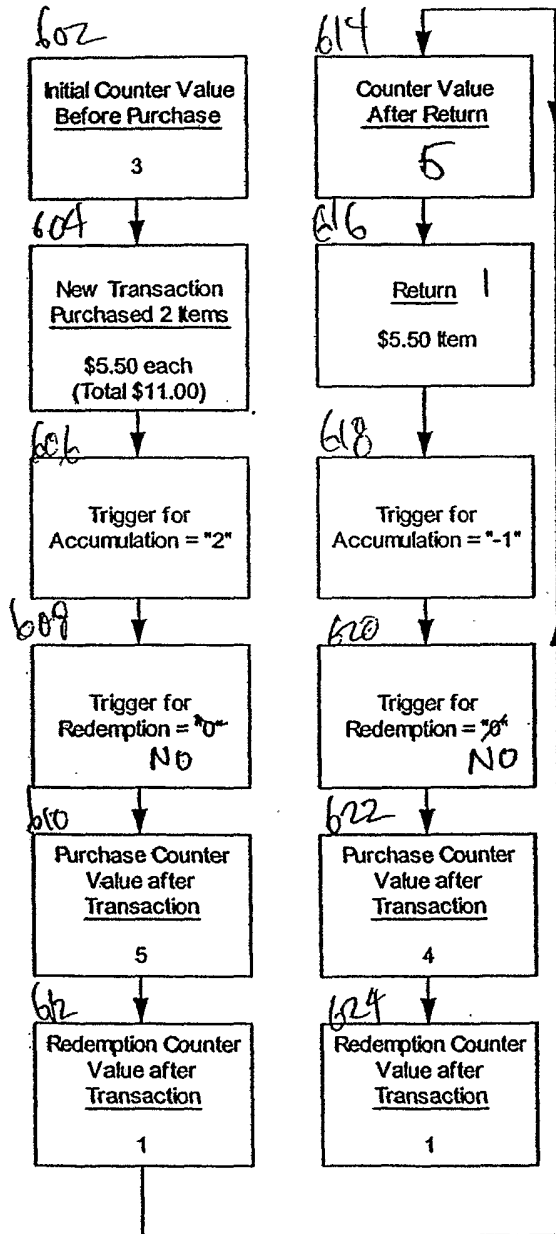 602
Initial Counter Value
Before Purchase
3
604
New Transaction
Purchased 2 Items
$5.50 each
(Total $11.00)
606
Trigger for
Accumulation = "2"
608
Trigger for
Redemption = "0"
NO
610
Purchase Counter
Value after
Transaction
5
612
Redemption Counter
Value after
Transaction
1
614
Counter Value
After Return
5
616
Return 1
$5.50 Item
618
Trigger for
Accumulation = "-1"
620
Trigger for
Redemption = "0"
NO
622
Purchase Counter
Value after
Transaction
4
624
Redemption Counter
Value after
Transaction
1